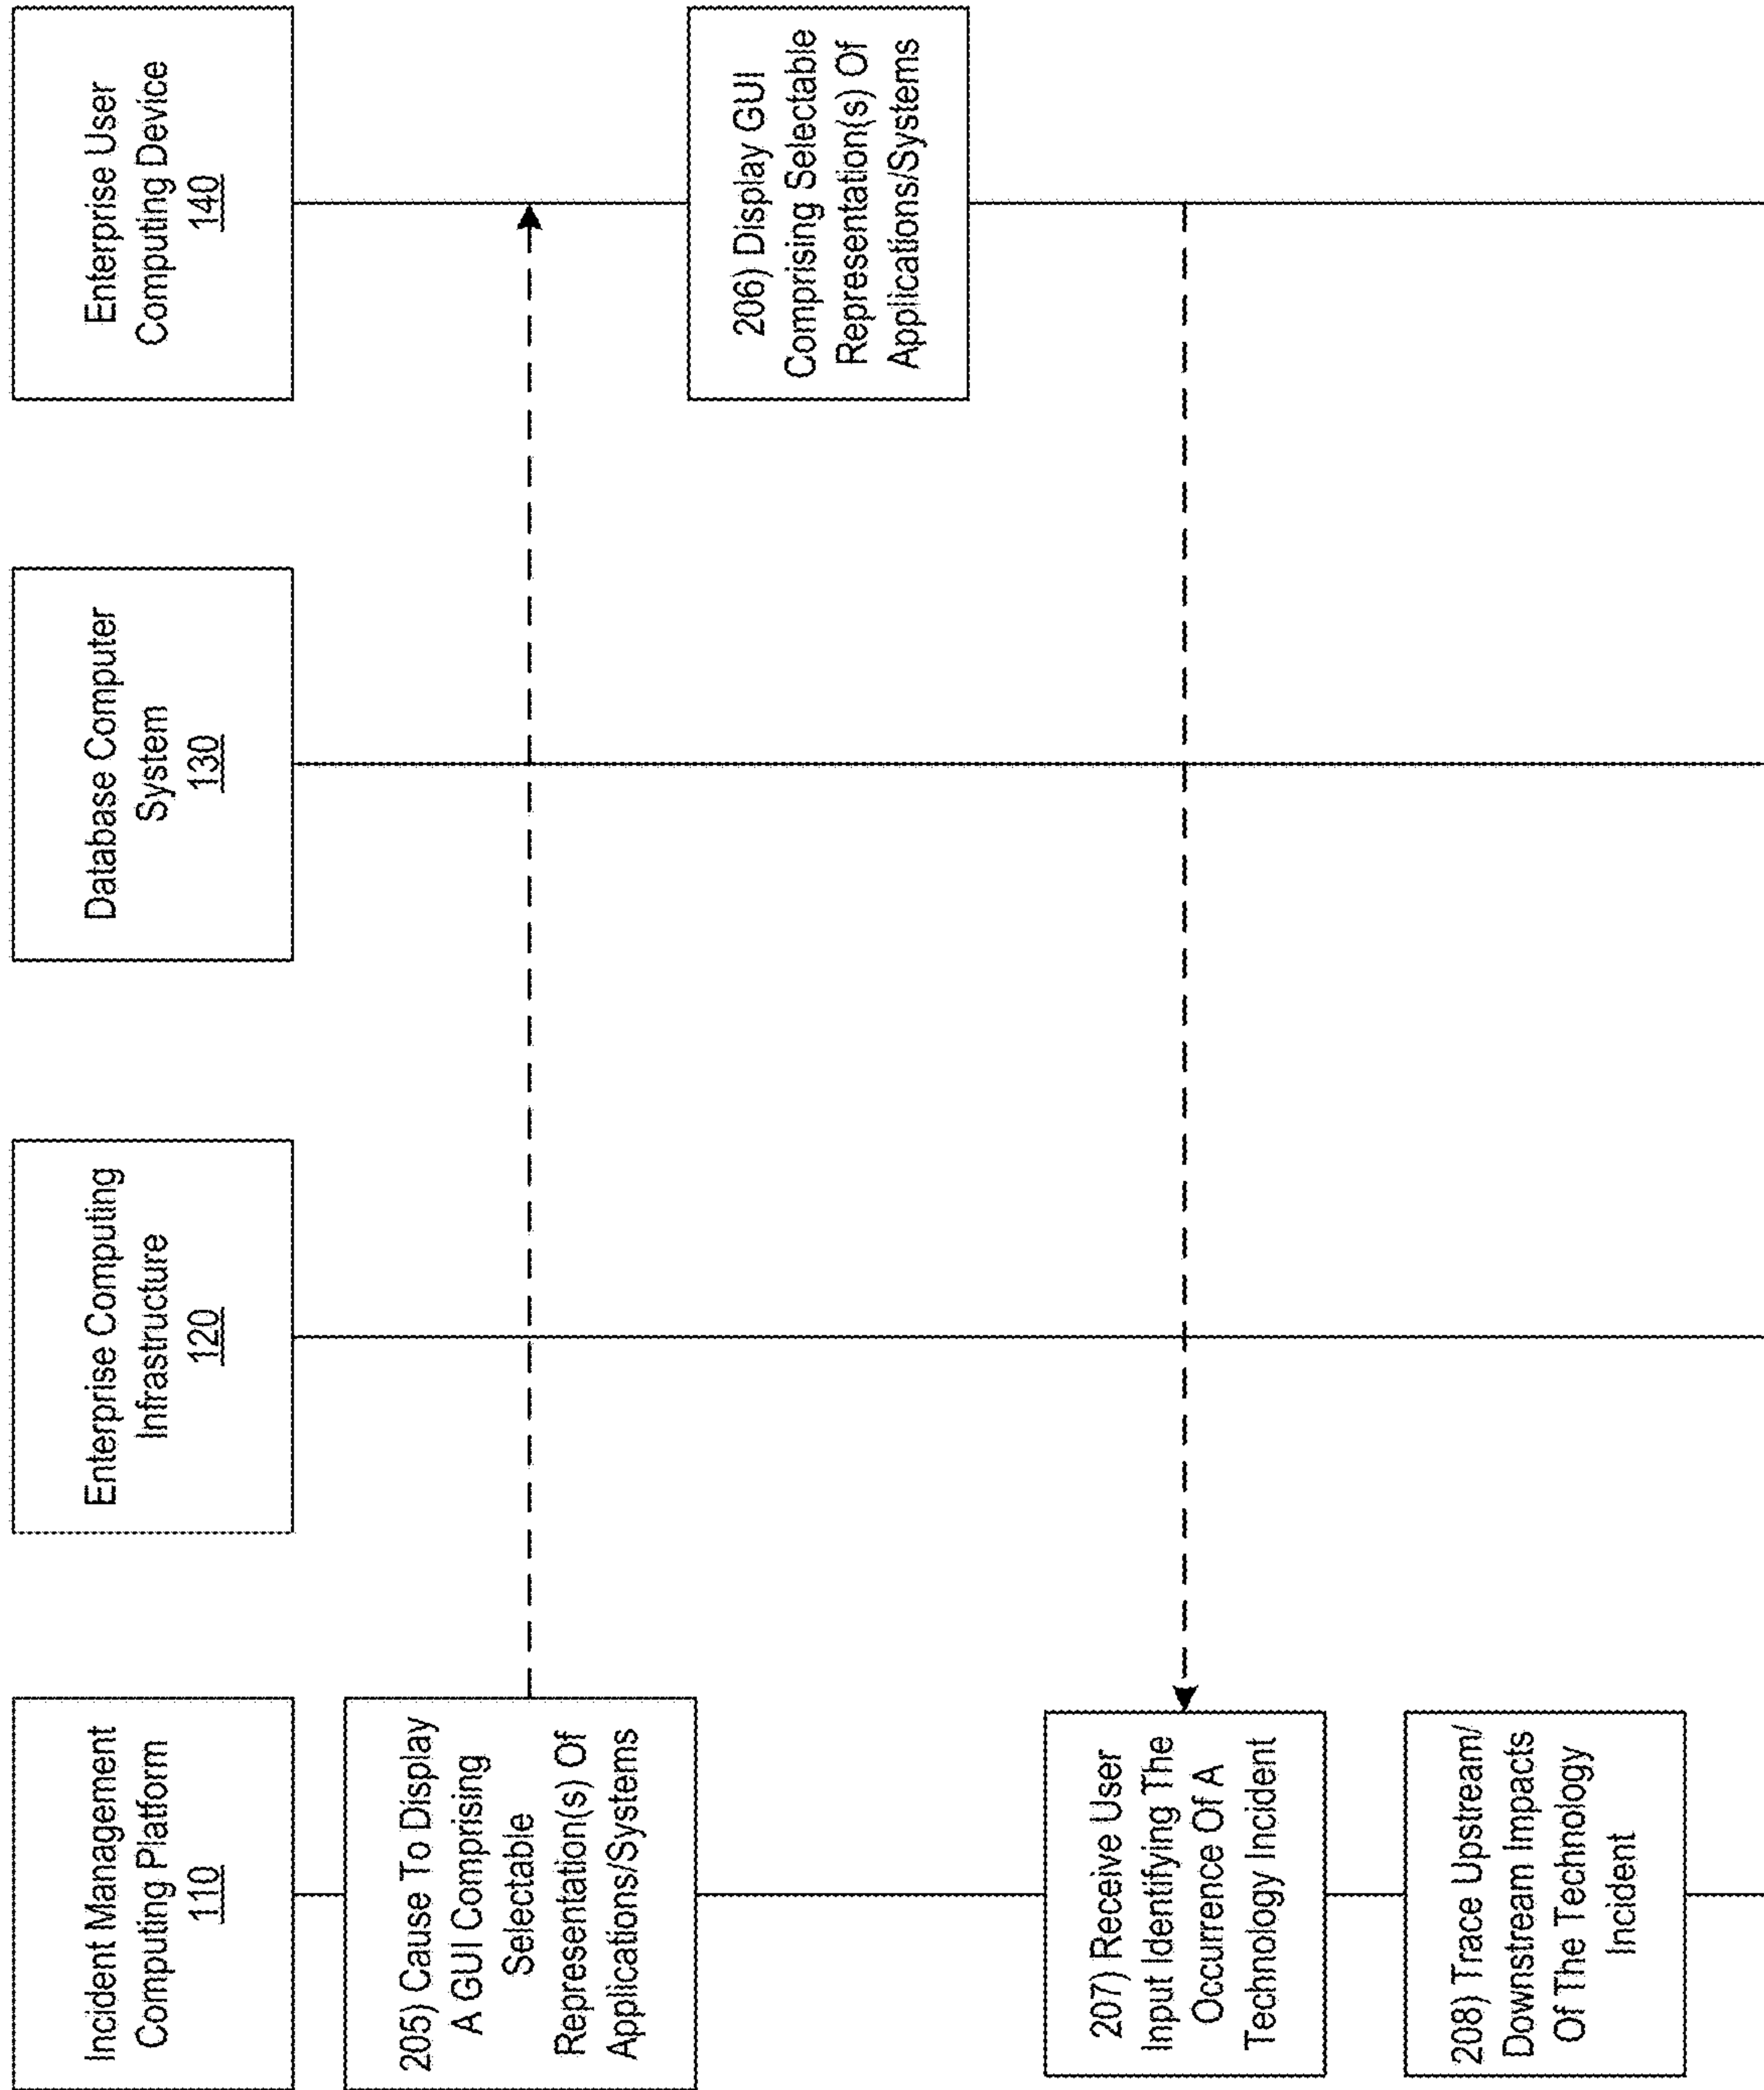 Incident Management
Computing Platform
110
Enterprise Computing
Infrastructure
120
Database Computer
System
130
Enterprise User
Computing Device
140
205) Cause To Display
A GUI Comprising
Selectable
Representation(s) Of
Applications/Systems
206) Display GUI
Comprising Selectable
Representation(s) Of
Applications/Systems
207) Receive User
Input Identifying The
Occurrence Of A
Technology Incident
208) Trace Upstream/
Downstream Impacts
Of The Technology
Incident